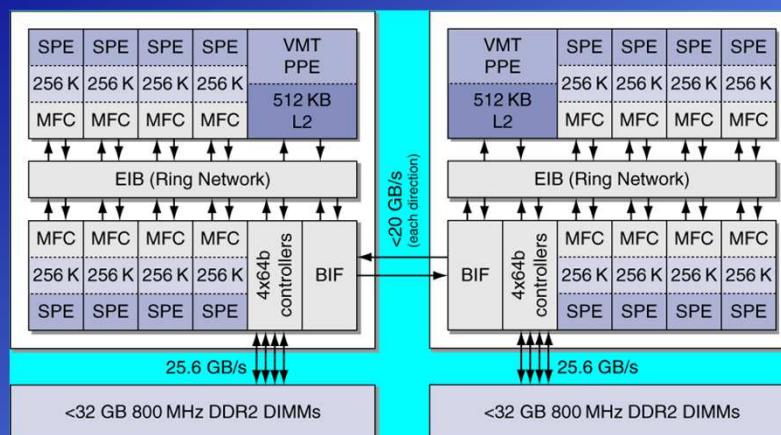 SPE SPE SPE SPE VMT PPE
256 K 256 K 256 K 256 K 512 KB L2
MFC MFC MFC MFC
EIB (Ring Network)
MFC MFC MFC MFC 4x64b controllers BIF
256 K 256 K 256 K 256 K
SPE SPE SPE SPE
25.6 GB/s
<32 GB 800 MHz DDR2 DIMMs
<20 GB/s
(each direction)
VMT PPE SPE SPE SPE SPE
512 KB L2 256 K 256 K 256 K 256 K
MFC MFC MFC MFC
EIB (Ring Network)
BIF 4x64b controllers MFC MFC MFC MFC
256 K 256 K 256 K 256 K
SPE SPE SPE SPE
25.6 GB/s
<32 GB 800 MHz DDR2 DIMMs